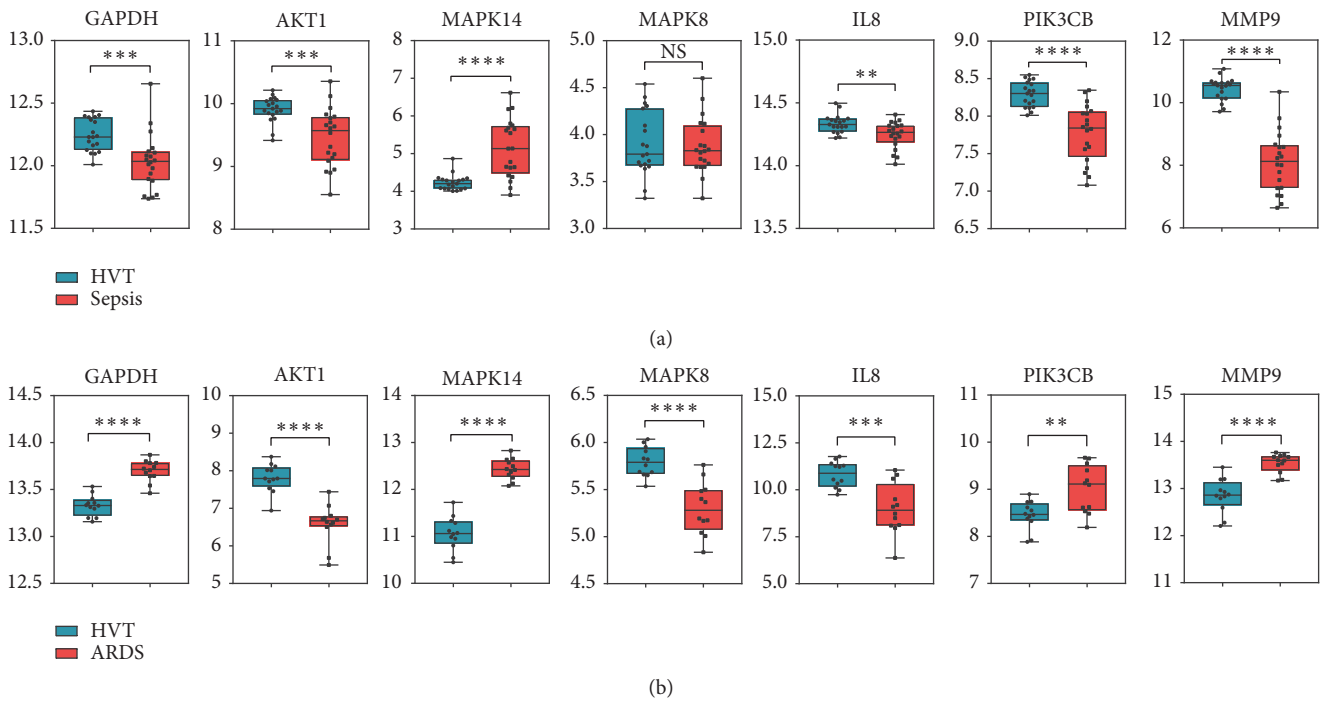 GAPDH AKT1 MAPK14 MAPK8 IL8 PIK3CB MMP9
13.0 11 8 5.0 15.0 9.0 12
*** *** **** NS ** **** ****
12.5 10 7 4.5 14.5 8.5 10
12.0 9 6 4.0 14.0 8.0 8
11.5 8 5 3.5 13.5 7.5 6
4 3.0 7.0
3 6.5
HVT
Sepsis
(a)
GAPDH AKT1 MAPK14 MAPK8 IL8 PIK3CB MMP9
14.5 10 14 6.5 15.0 11 15
**** **** **** **** *** ** ****
14.0 9 13 6.0 12.5 10 14
13.5 8 12 5.5 10.0 9 13
13.0 7 11 5.0 7.5 8 12
12.5 6 10 4.5 5.0 7 11
5
HVT
ARDS
(b)